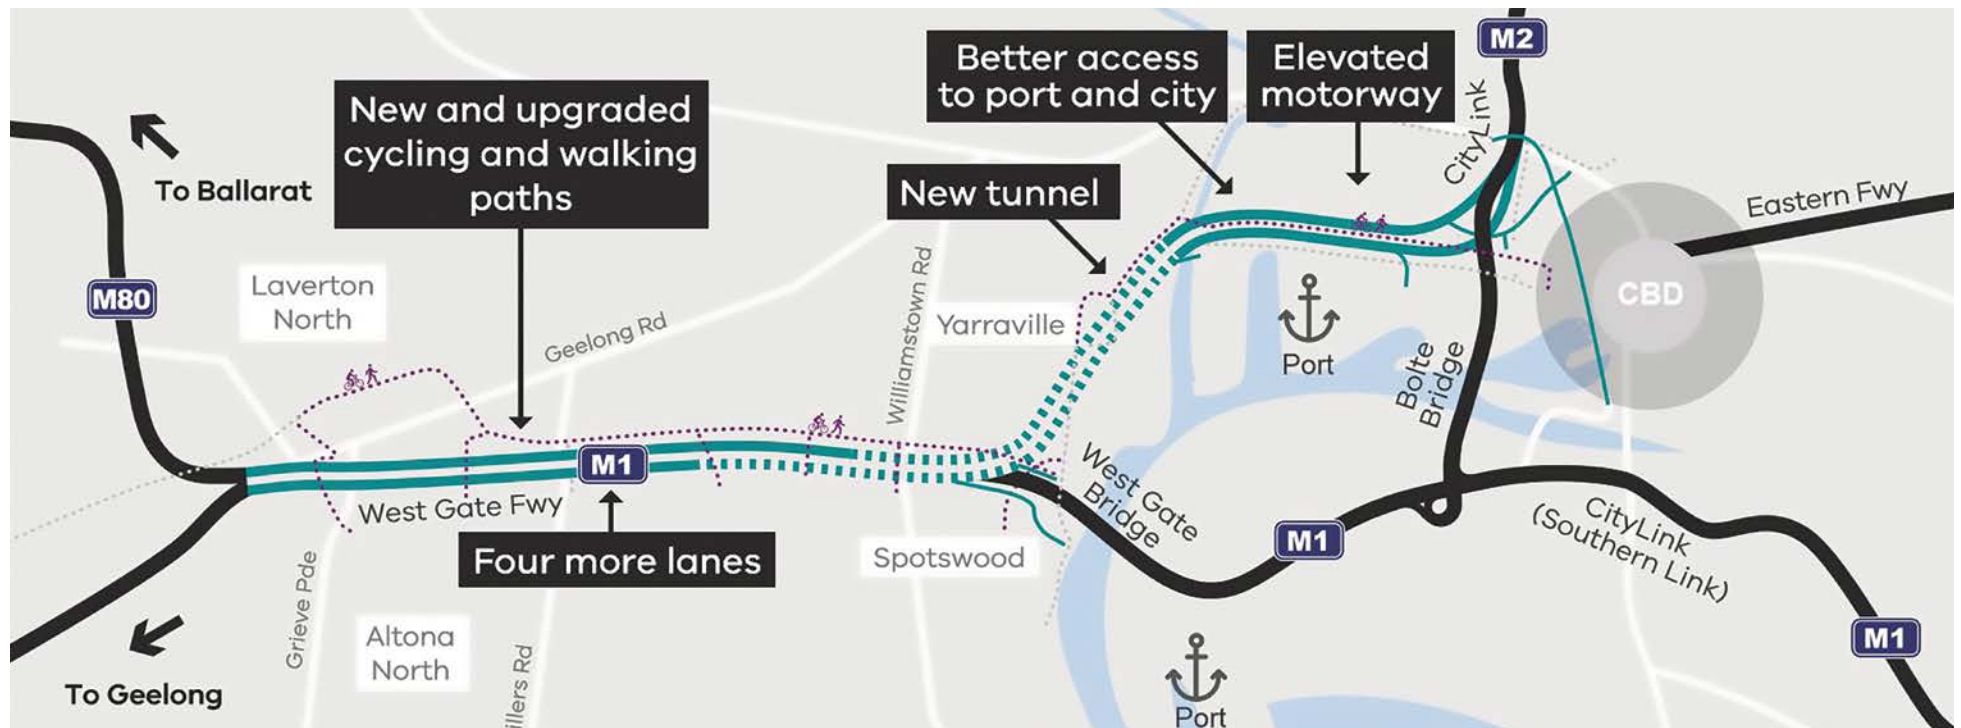 M2
Better access
to port and city
Elevated
motorway
New and upgraded
cycling and walking
paths
CityLink
To Ballarat
New tunnel
Eastern Fwy
M80
Laverton
North
CBD
Williamstown Rd
Yarraville
Geelong Rd
Port
Bolte
Bridge
M1
West Gate Fwy
West Gate
Bridge
Four more lanes
Spotswood
M1
CityLink
(Southern Link)
Grieve Pde
Altona
North
M1
To Geelong
illers Rd
Port